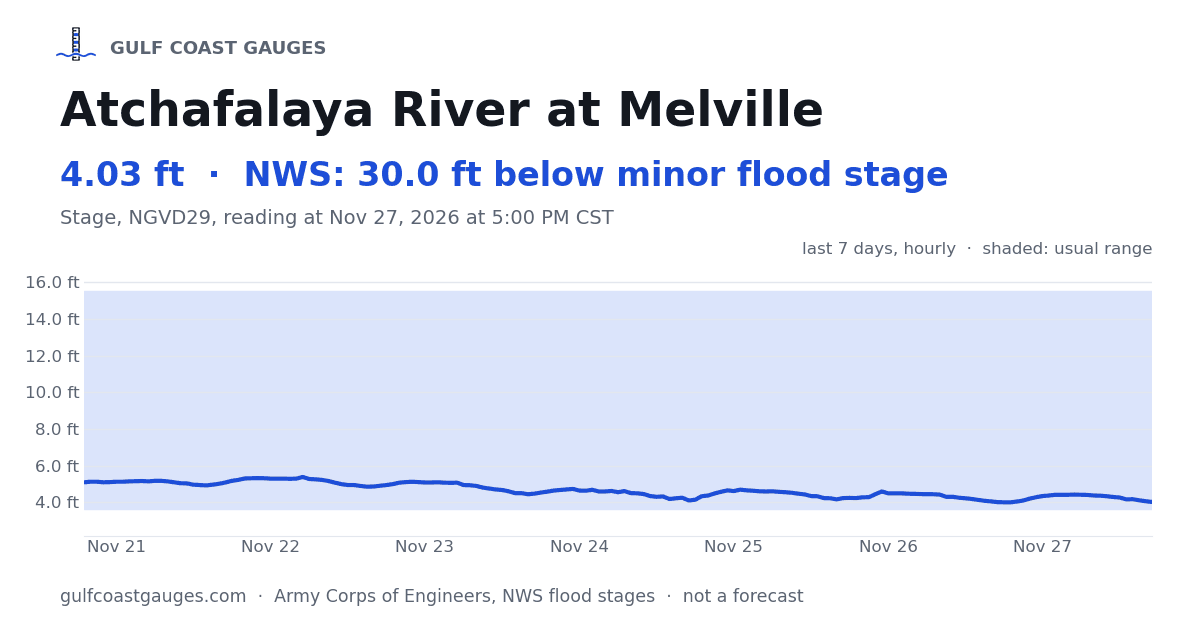 GULF COAST GAUGES
Atchafalaya River at Melville
4.03 ft · NWS: 30.0 ft below minor flood stage
Stage, NGVD29, reading at Nov 27, 2026 at 5:00 PM CST
last 7 days, hourly · shaded: usual range
16.0 ft
14.0 ft
12.0 ft
10.0 ft
8.0 ft
6.0 ft
4.0 ft
Nov 21 Nov 22 Nov 23 Nov 24 Nov 25 Nov 26 Nov 27
gulfcoastgauges.com · Army Corps of Engineers, NWS flood stages · not a forecast